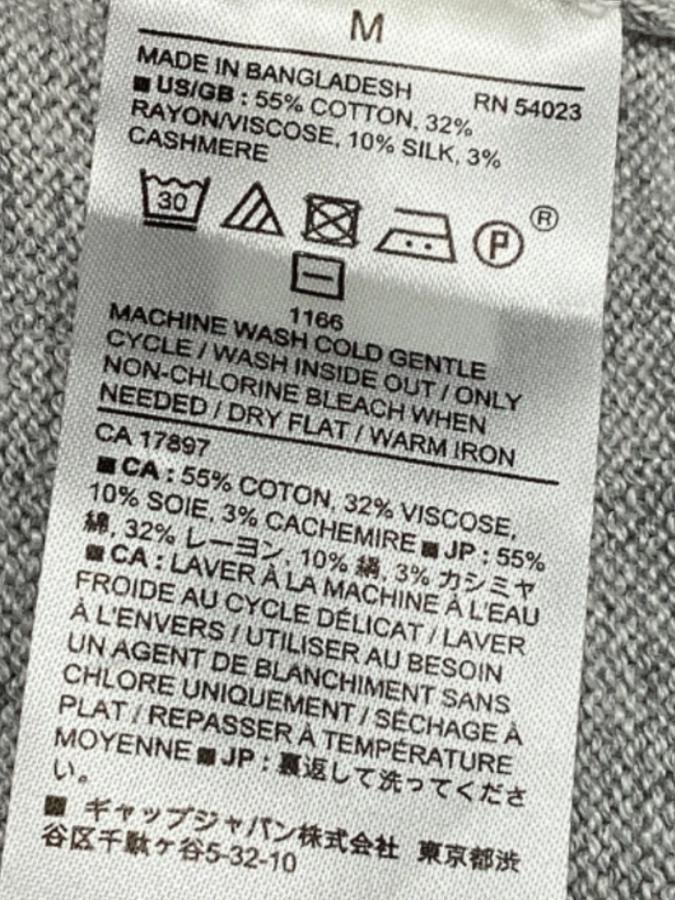 M
MADE IN BANGLADESH RN 54023
■ US/GB : 55% COTTON, 32%
RAYON/VISCOSE, 10% SILK, 3%
CASHMERE
30 P ®
1166
MACHINE WASH COLD GENTLE
CYCLE / WASH INSIDE OUT / ONLY
NON-CHLORINE BLEACH WHEN
NEEDED / DRY FLAT / WARM IRON
CA 17897
■ CA : 55% COTON, 32% VISCOSE,
10% SOIE, 3% CACHEMIRE ■ JP : 55%
綿, 32% レーヨン, 10% 絹, 3% カシミヤ
■ CA : LAVER À LA MACHINE À L'EAU
FROIDE AU CYCLE DÉLICAT / LAVER
À L'ENVERS / UTILISER AU BESOIN
UN AGENT DE BLANCHIMENT SANS
CHLORE UNIQUEMENT / SÉCHAGE À
PLAT / REPASSER À TEMPÉRATURE
MOYENNE ■ JP : 裏返して洗ってくださ
い。
■ ギャップジャパン株式会社 東京都渋
谷区千駄ヶ谷5-32-10